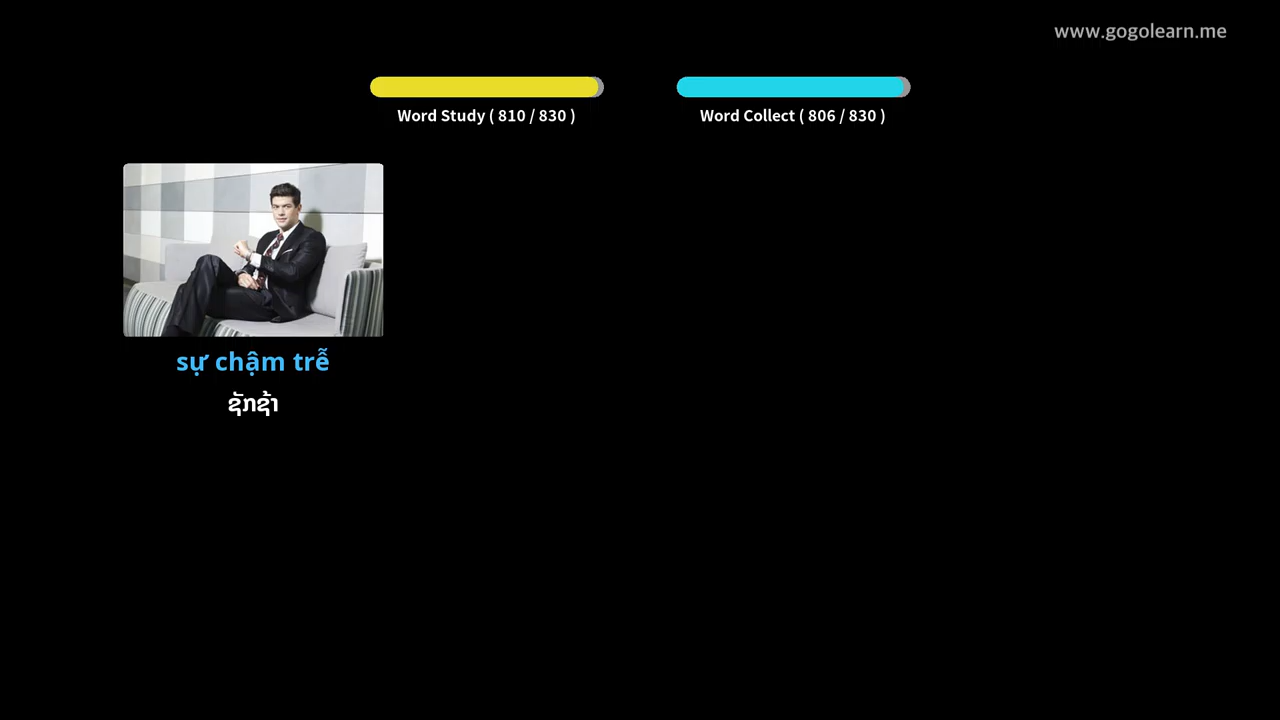 www.gogolearn.me
Word Study ( 810 / 830 )
Word Collect ( 806 / 830 )
sự chậm trễ
ຊັກຊ້າ